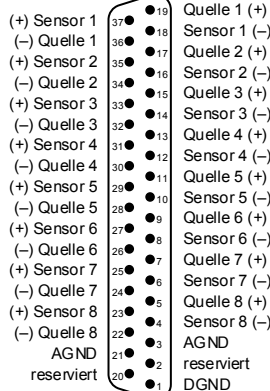 (+) Sensor 1 37
(–) Quelle 1 36
(+) Sensor 2 35
(–) Quelle 2 34
(+) Sensor 3 33
(–) Quelle 3 32
(+) Sensor 4 31
(–) Quelle 4 30
(+) Sensor 5 29
(–) Quelle 5 28
(+) Sensor 6 27
(–) Quelle 6 26
(+) Sensor 7 25
(–) Quelle 7 24
(+) Sensor 8 23
(–) Quelle 8 22
AGND 21
reserviert 20
19 Quelle 1 (+)
18 Sensor 1 (–)
17 Quelle 2 (+)
16 Sensor 2 (–)
15 Quelle 3 (+)
14 Sensor 3 (–)
13 Quelle 4 (+)
12 Sensor 4 (–)
11 Quelle 5 (+)
10 Sensor 5 (–)
9 Quelle 6 (+)
8 Sensor 6 (–)
7 Quelle 7 (+)
6 Sensor 7 (–)
5 Quelle 8 (+)
4 Sensor 8 (–)
3 AGND
2 reserviert
1 DGND